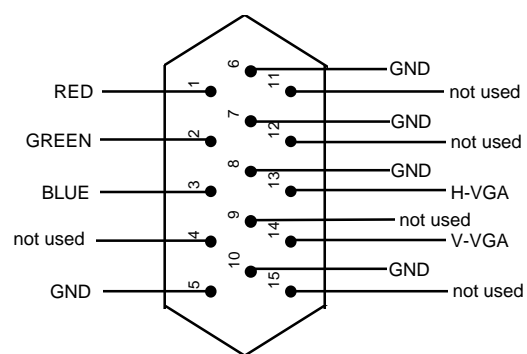 6 GND
RED 1 11 not used
7 GND
GREEN 2 12 not used
8 GND
BLUE 3 13 H-VGA
9 not used
not used 4 14 V-VGA
10 GND
GND 5 15 not used